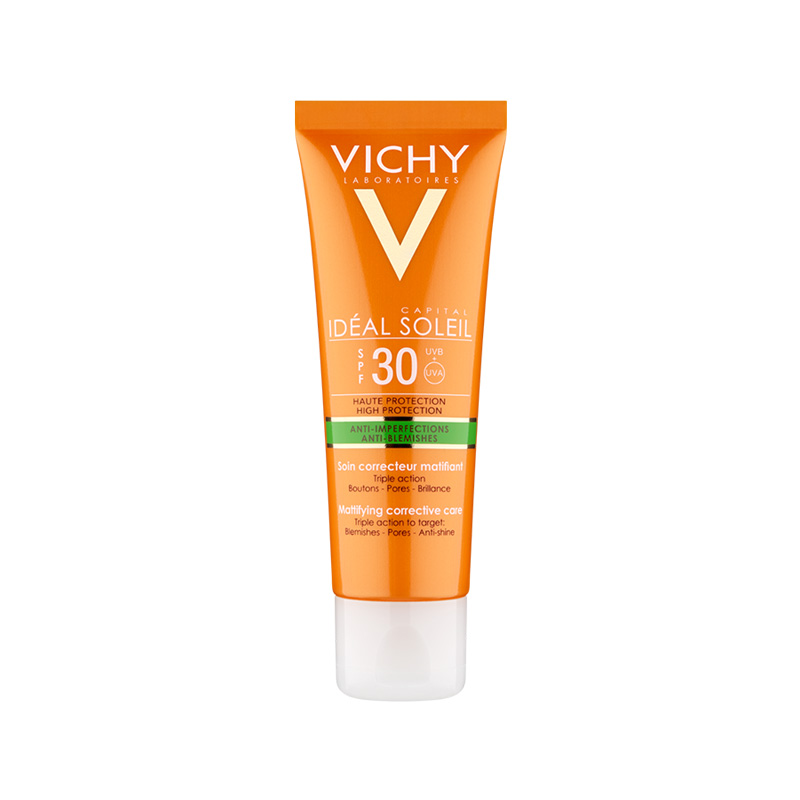 VICHY
LABORATOIRES
V
CAPITAL
IDÉAL SOLEIL
SPF 30 UVB + UVA
HAUTE PROTECTION
HIGH PROTECTION
ANTI-IMPERFECTIONS
ANTI-BLEMISHES
Soin correcteur matifiant
Triple action
Boutons - Pores - Brillance
Mattifying corrective care
Triple action to target:
Blemishes - Pores - Anti-shine